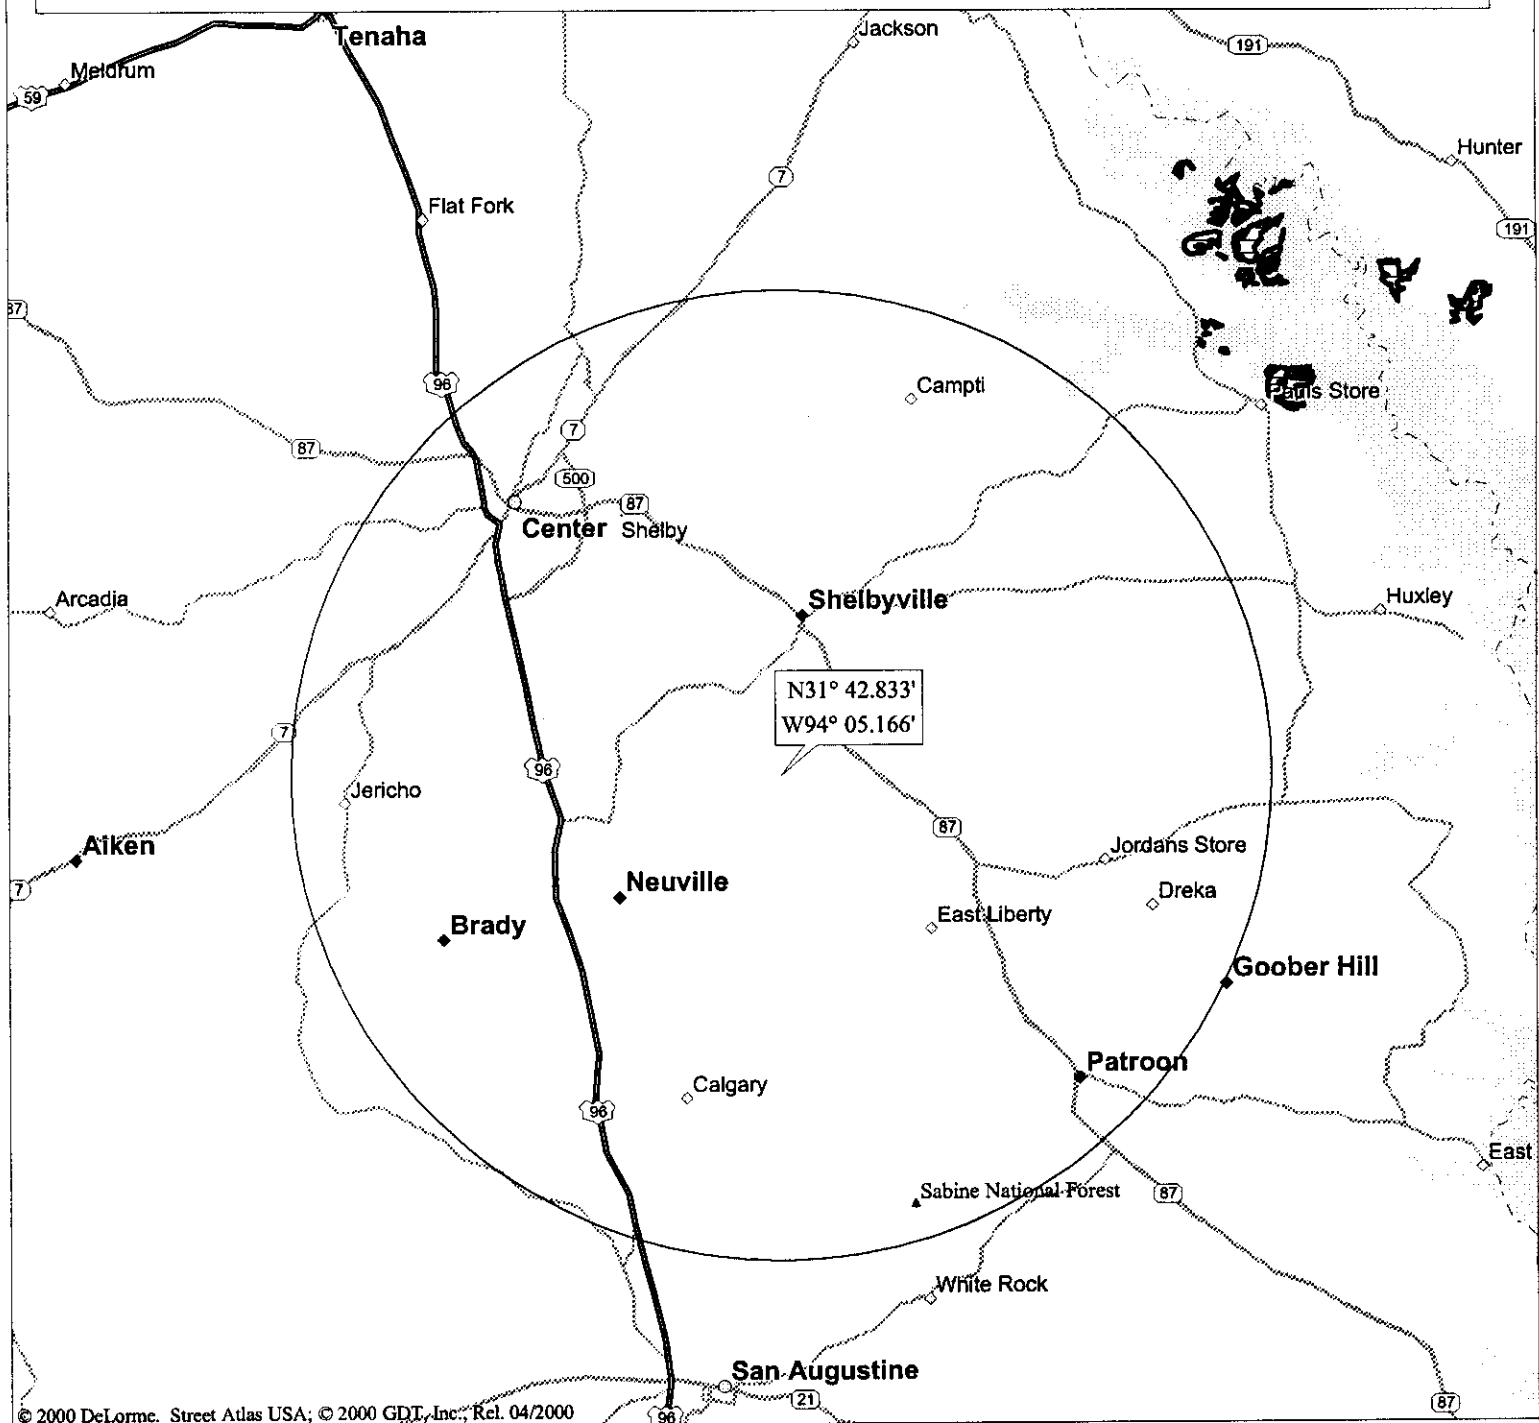 Tenaha
Jackson
191
Meldrum
59
Hunter
7
Flat Fork
191
87
96
Campti
Pauls Store
7
87
500
87
Center
Shelby
Arcadia
Shelbyville
Huxley
N31° 42.833'
W94° 05.166'
7
96
Jericho
87
Aiken
Jordans Store
7
Neuville
Dreka
Brady
East Liberty
Goober Hill
Patroon
Calgary
96
East
Sabine National Forest
87
White Rock
San Augustine
21
87
© 2000 DeLorme. Street Atlas USA; © 2000 GDT, Inc., Rel. 04/2000
96